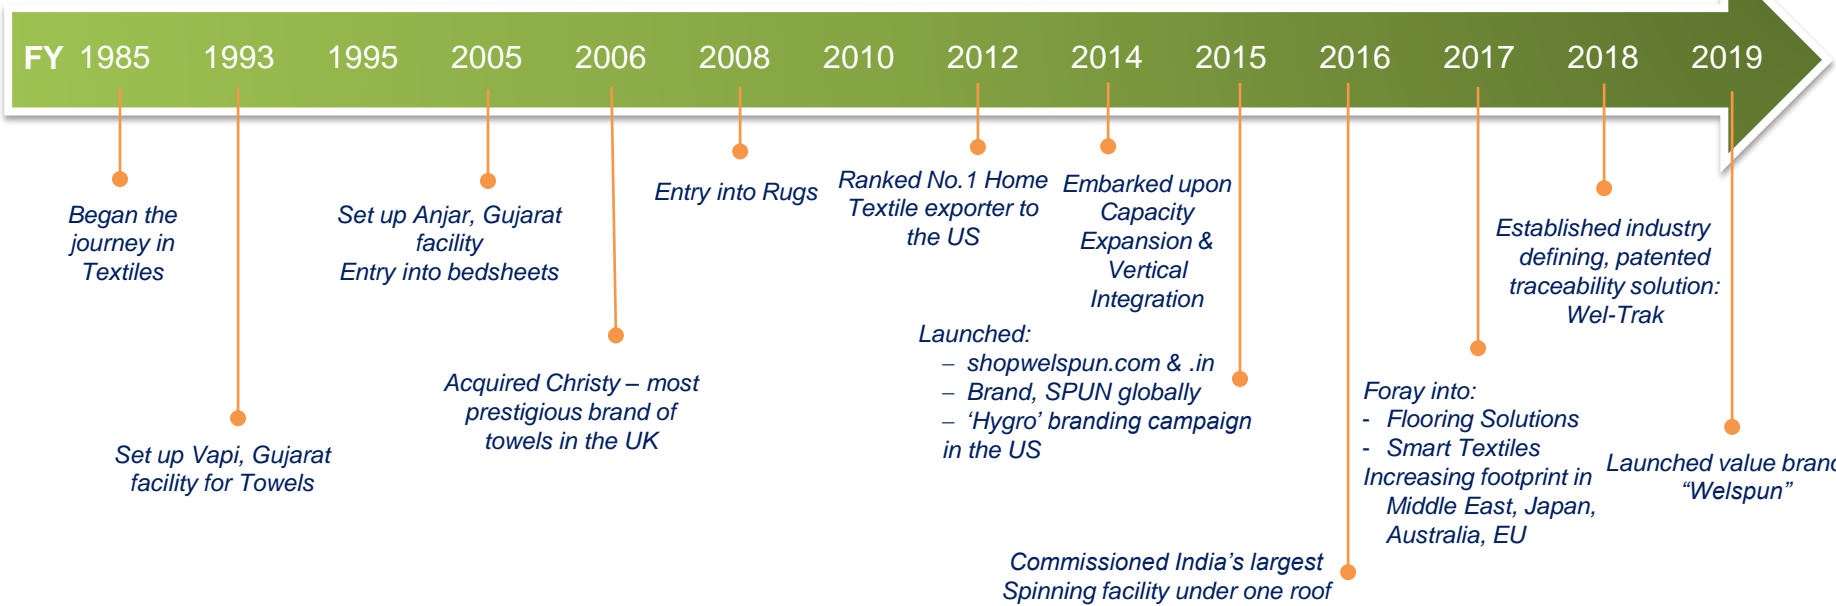 FY 1985 1993 1995 2005 2006 2008 2010 2012 2014 2015 2016 2017 2018 2019
Began the
journey in
Textiles
Set up Vapi, Gujarat
facility for Towels
Set up Anjar, Gujarat
facility
Entry into bedsheets
Acquired Christy – most
prestigious brand of
towels in the UK
Entry into Rugs
Ranked No.1 Home
Textile exporter to
the US
Embarked upon
Capacity
Expansion &
Vertical
Integration
Launched:
– shopwelspun.com & .in
– Brand, SPUN globally
– ‘Hygro’ branding campaign
in the US
Commissioned India’s largest
Spinning facility under one roof
Foray into:
- Flooring Solutions
- Smart Textiles
Increasing footprint in
Middle East, Japan,
Australia, EU
Established industry
defining, patented
traceability solution:
Wel-Trak
Launched value bran
“Welspun”